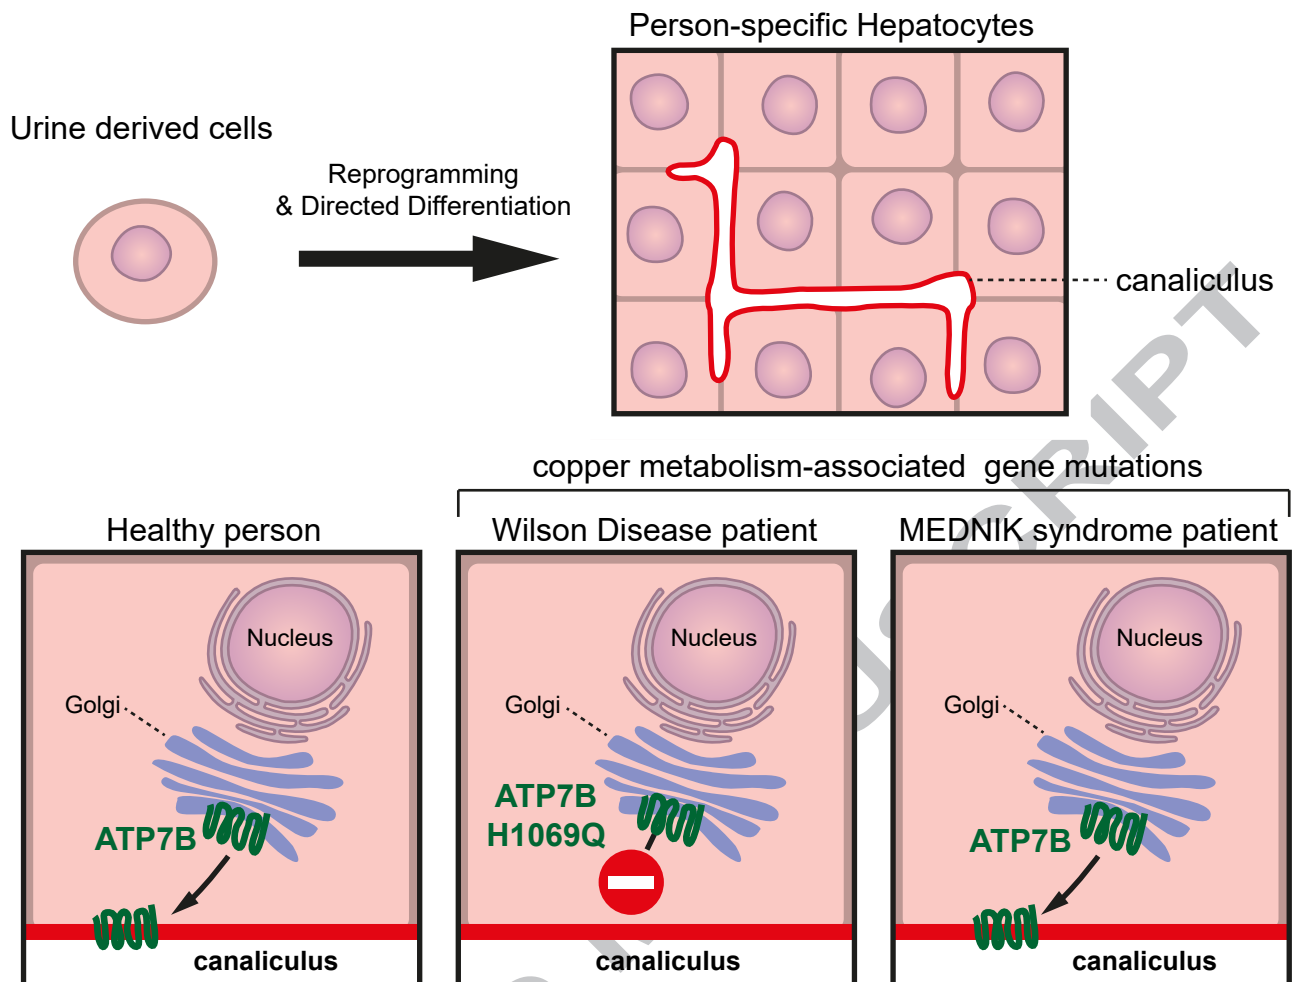 Person-specific Hepatocytes
Urine derived cells
Reprogramming
& Directed Differentiation
canaliculus
copper metabolism-associated gene mutations
Healthy person
Wilson Disease patient
MEDNIK syndrome patient
Nucleus
Golgi
ATP7B
canaliculus
Nucleus
Golgi
ATP7B
H1069Q
canaliculus
Nucleus
Golgi
ATP7B
canaliculus